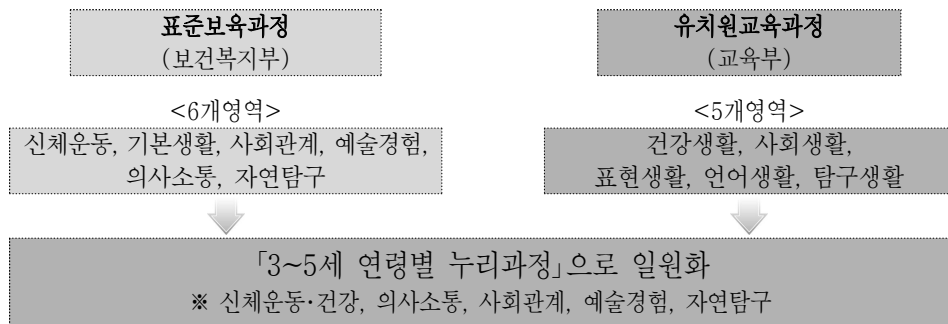 표준보육과정
(보건복지부)
<6개영역>
신체운동, 기본생활, 사회관계, 예술경험,
의사소통, 자연탐구
유치원교육과정
(교육부)
<5개영역>
건강생활, 사회생활,
표현생활, 언어생활, 탐구생활
「3~5세 연령별 누리과정」으로 일원화
※ 신체운동·건강, 의사소통, 사회관계, 예술경험, 자연탐구